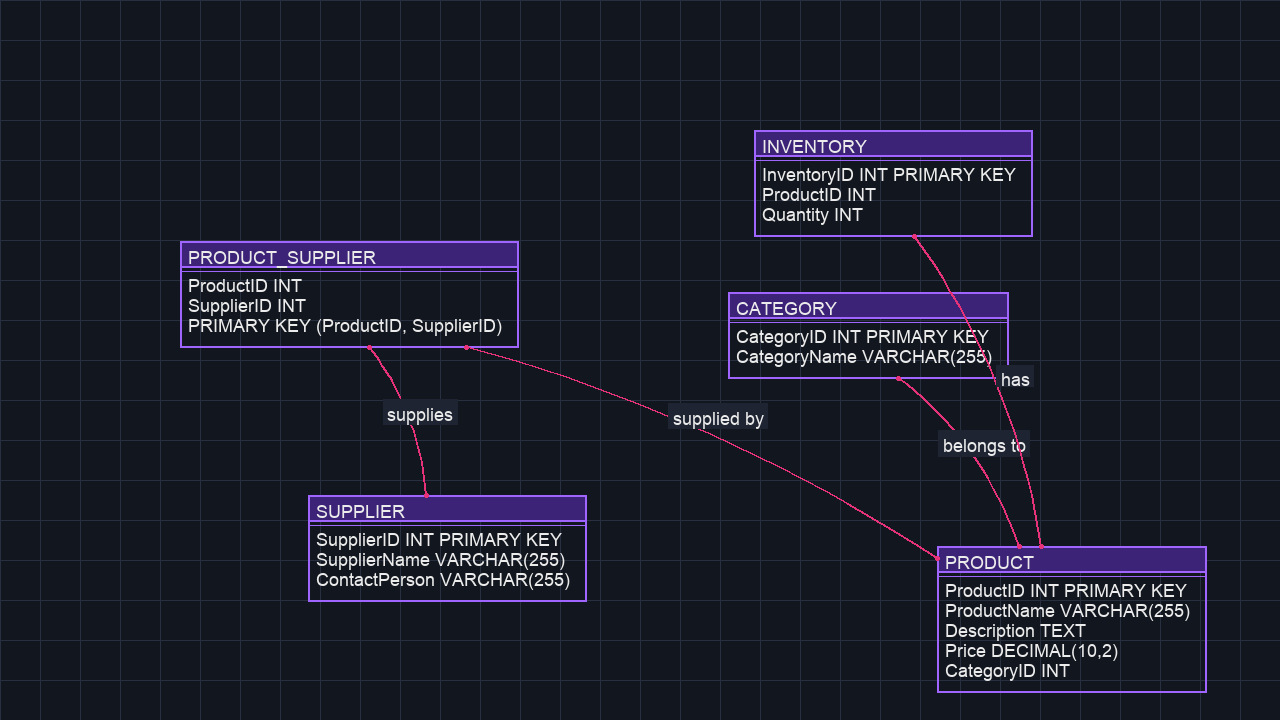 INVENTORY
InventoryID INT PRIMARY KEY
ProductID INT
Quantity INT
PRODUCT_SUPPLIER
ProductID INT
SupplierID INT
PRIMARY KEY (ProductID, SupplierID)
CATEGORY
CategoryID INT PRIMARY KEY
CategoryName VARCHAR(255)
has
supplies
supplied by
belongs to
SUPPLIER
SupplierID INT PRIMARY KEY
SupplierName VARCHAR(255)
ContactPerson VARCHAR(255)
PRODUCT
ProductID INT PRIMARY KEY
ProductName VARCHAR(255)
Description TEXT
Price DECIMAL(10,2)
CategoryID INT